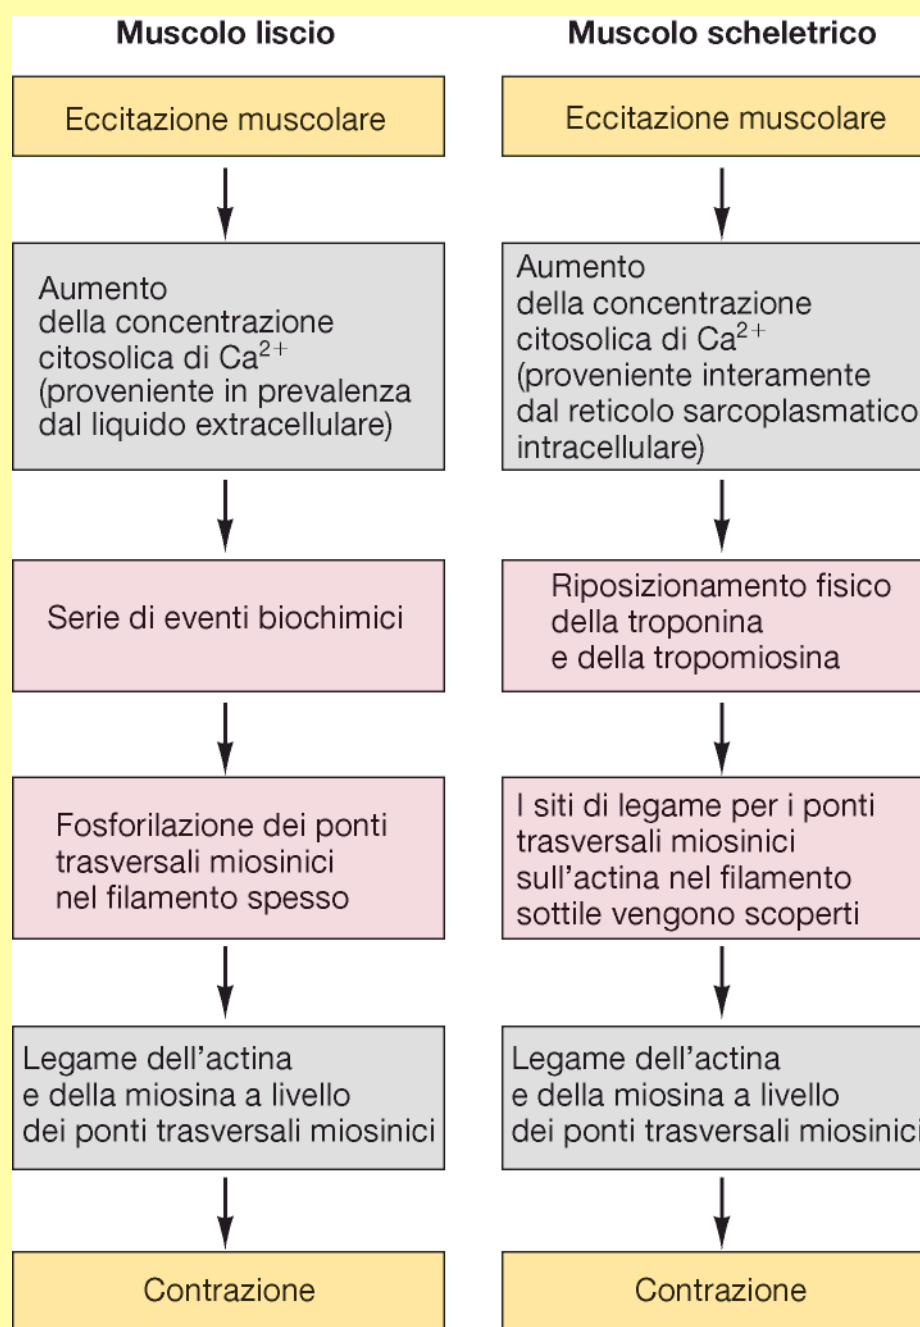 Muscolo liscio
Eccitazione muscolare
Aumento
della concentrazione
citosolica di Ca²⁺
(proveniente in prevalenza
dal liquido extracellulare)
Serie di eventi biochimici
Fosforilazione dei ponti
trasversali miosinici
nel filamento spesso
Legame dell'actina
e della miosina a livello
dei ponti trasversali miosinici
Contrazione
Muscolo scheletrico
Eccitazione muscolare
Aumento
della concentrazione
citosolica di Ca²⁺
(proveniente interamente
dal reticolo sarcoplasmatico
intracellulare)
Riposizionamento fisico
della troponina
e della tropomiosina
I siti di legame per i ponti
trasversali miosinici
sull'actina nel filamento
sottile vengono scoperti
Legame dell'actina
e della miosina a livello
dei ponti trasversali miosinici
Contrazione